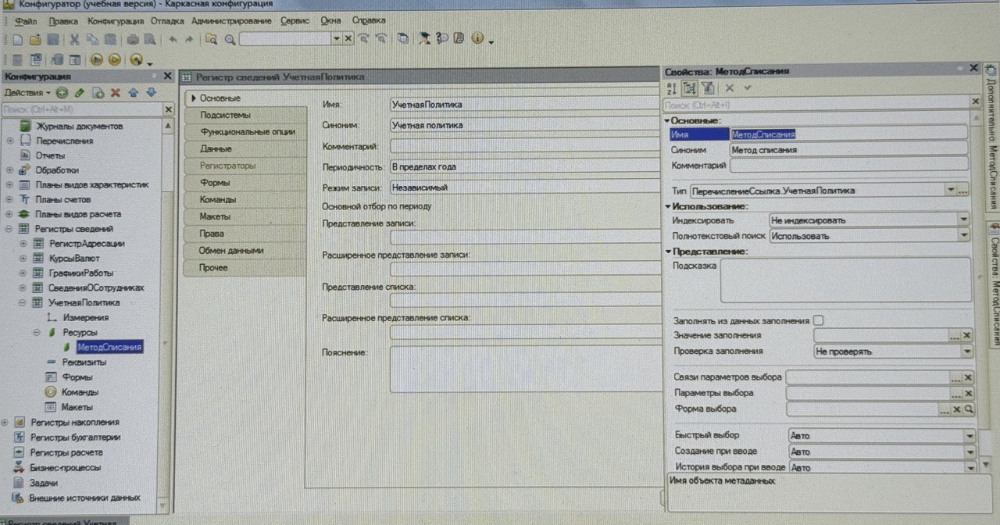 Конфигуратор (учебная версия) - Каркасная конфигурация
Файл Правка Конфигурация Отладка Администрирование Сервис Окна Справка
Конфигурация
Действия
Поиск (Ctrl+Alt+M)
Журналы документов
Перечисления
Отчеты
Обработки
Планы видов характеристик
Планы счетов
Планы видов расчета
Регистры сведений
РегистрАдресации
КурсыВалют
ГрафикиРаботы
СведенияОСотрудниках
УчетнаяПолитика
Измерения
Ресурсы
МетодСписания
Реквизиты
Формы
Команды
Макеты
Регистры накопления
Регистры бухгалтерии
Регистры расчета
Бизнес-процессы
Задачи
Внешние источники данных
Регистр сведений УчетнаяПолитика
Основные
Подсистемы
Функциональные опции
Данные
Регистраторы
Формы
Команды
Макеты
Права
Обмен данными
Прочее
Имя: УчетнаяПолитика
Синоним: Учетная политика
Комментарий:
Периодичность: В пределах года
Режим записи: Независимый
Основной отбор по периоду
Представление записи:
Расширенное представление записи:
Представление списка:
Расширенное представление списка:
Пояснение:
Свойства: МетодСписания
Поиск (Ctrl+Alt+I)
Основные:
Имя МетодСписания
Синоним Метод списания
Комментарий
Тип ПеречислениеСсылка.УчетнаяПолитика ...
Использование:
Индексировать Не индексировать
Полнотекстовый поиск Использовать
Представление:
Подсказка
Заполнять из данных заполнения
Значение заполнения ...
Проверка заполнения Не проверять
Связи параметров выбора ...
Параметры выбора ...
Форма выбора ...
Быстрый выбор Авто
Создание при вводе Авто
История выбора при вводе Авто
Имя объекта метаданных
Дополнительно: МетодСписания
Свойства: МетодСписания
Регистр сведений Учетная